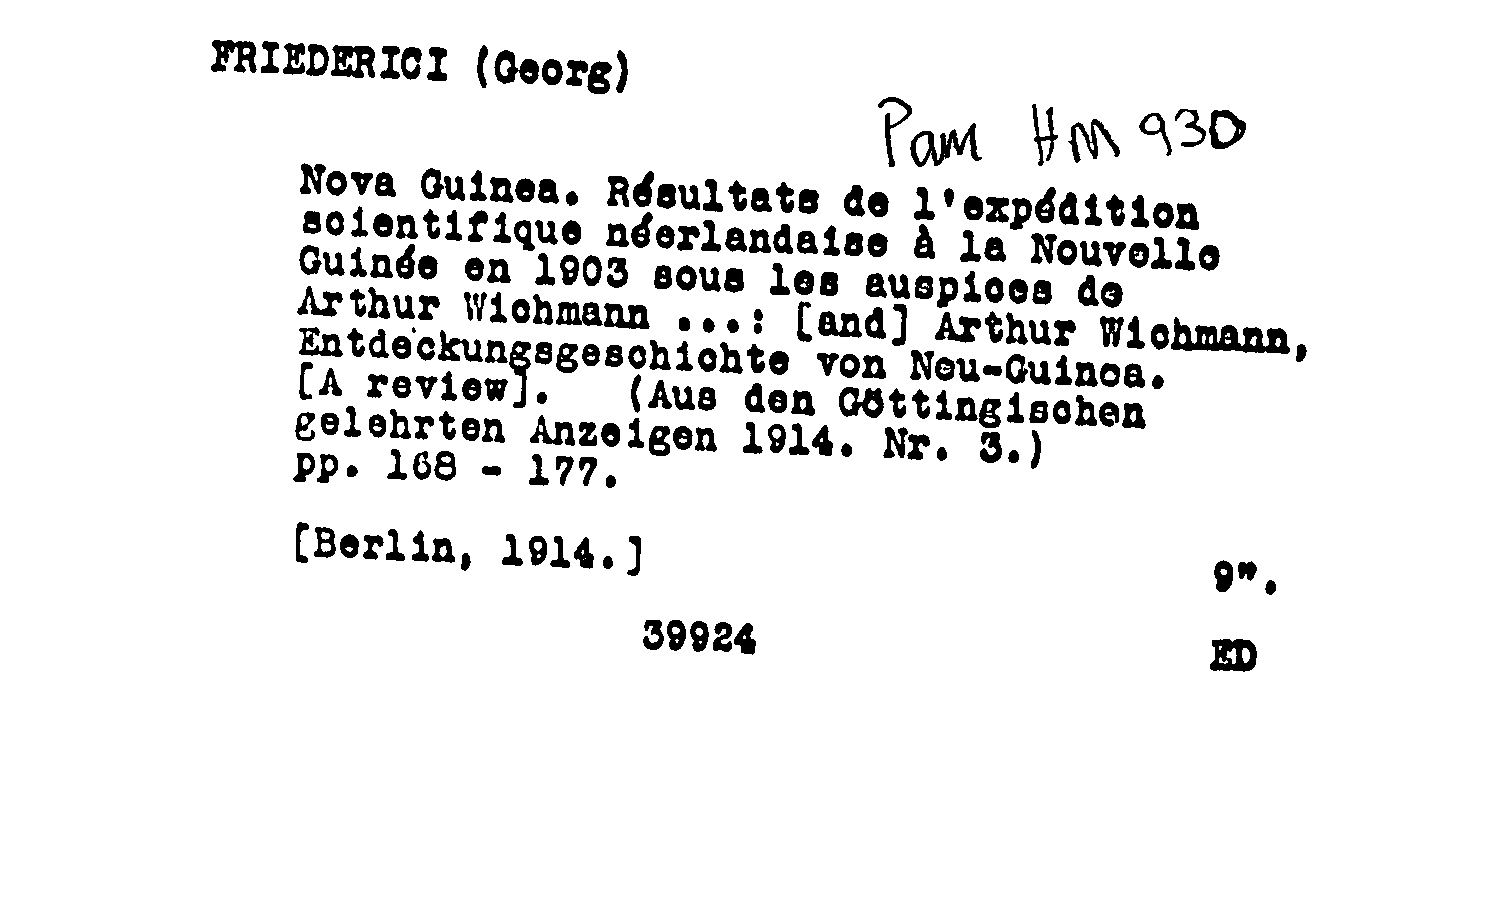 FRIEDERICI (Georg)
Pam HM 930
Nova Guinea. Résultats de l'expédition
scientifique néerlandaise à la Nouvelle
Guinée en 1903 sous les auspices de
Arthur Wichmann ...: [and] Arthur Wichmann,
Entdeckungsgeschichte von Neu-Guinea.
[A review]. (Aus den Göttingischen
gelehrten Anzeigen 1914. Nr. 3.)
pp. 168 - 177.
[Berlin, 1914.]
9".
39924
ED